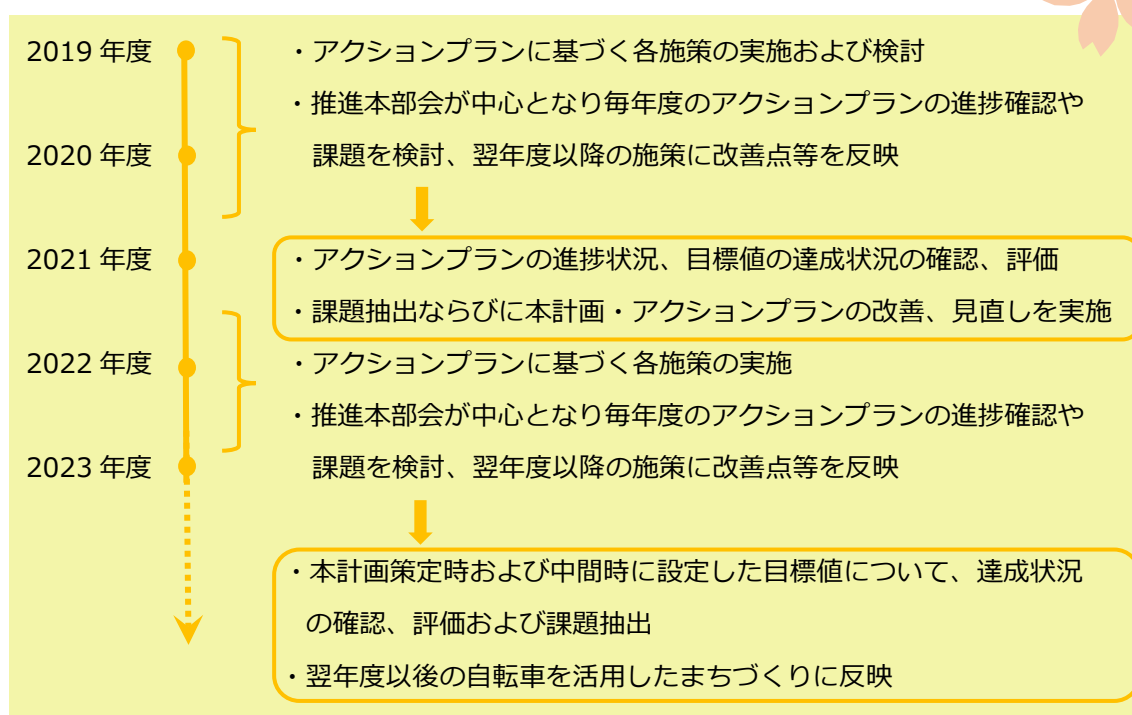 2019 年度
・アクションプランに基づく各施策の実施および検討
・推進本部会が中心となり毎年度のアクションプランの進捗確認や
2020 年度
課題を検討、翌年度以降の施策に改善点等を反映
2021 年度
・アクションプランの進捗状況、目標値の達成状況の確認、評価
・課題抽出ならびに本計画・アクションプランの改善、見直しを実施
2022 年度
・アクションプランに基づく各施策の実施
・推進本部会が中心となり毎年度のアクションプランの進捗確認や
2023 年度
課題を検討、翌年度以降の施策に改善点等を反映
・本計画策定時および中間時に設定した目標値について、達成状況
の確認、評価および課題抽出
・翌年度以後の自転車を活用したまちづくりに反映